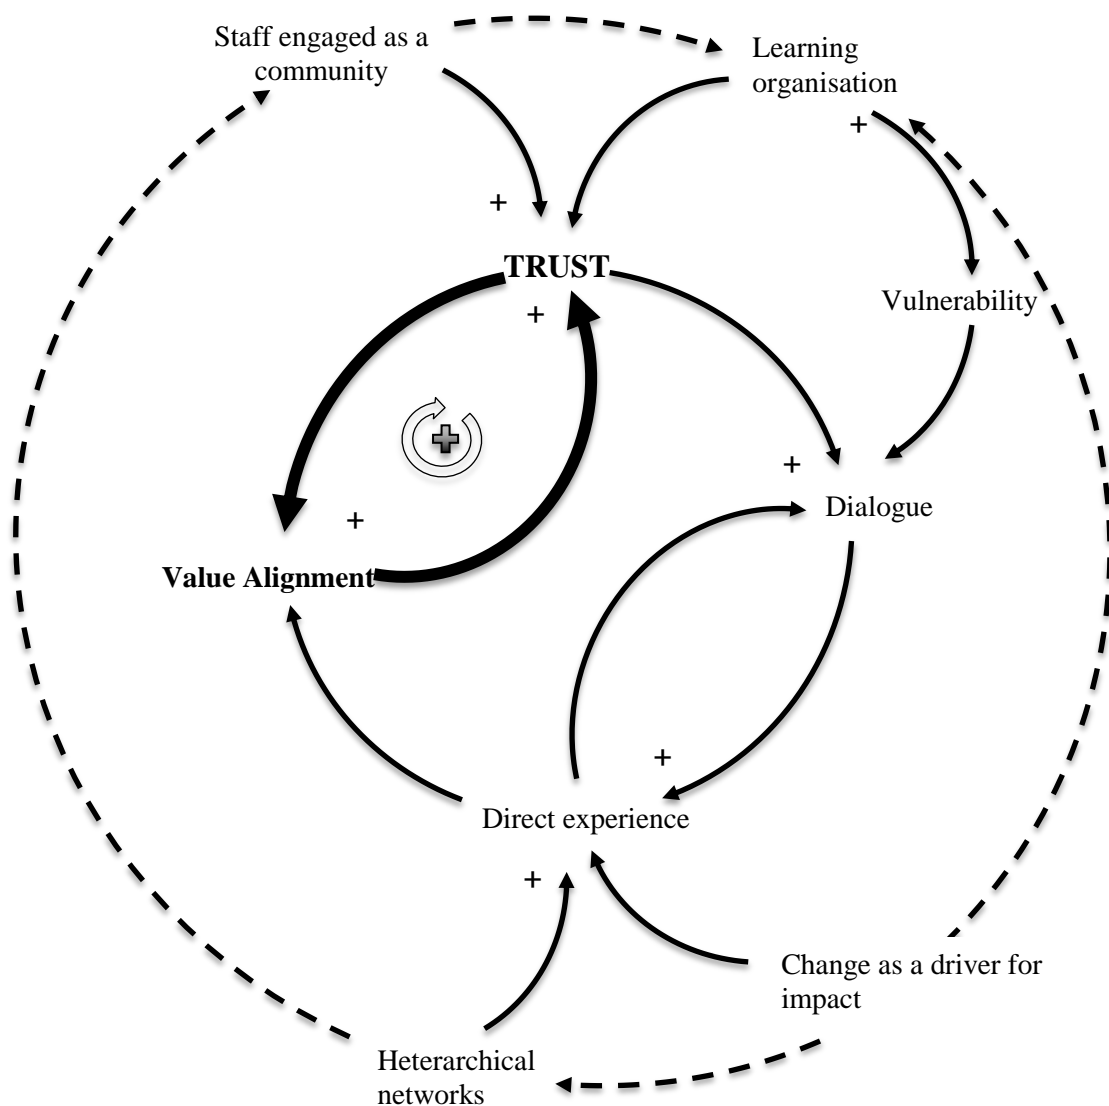 Staff engaged as a
community
Learning
organisation
+
+
TRUST
+
Vulnerability
+
+
Dialogue
+
Value Alignment
+
Direct experience
+
Change as a driver for
impact
Heterarchical
networks